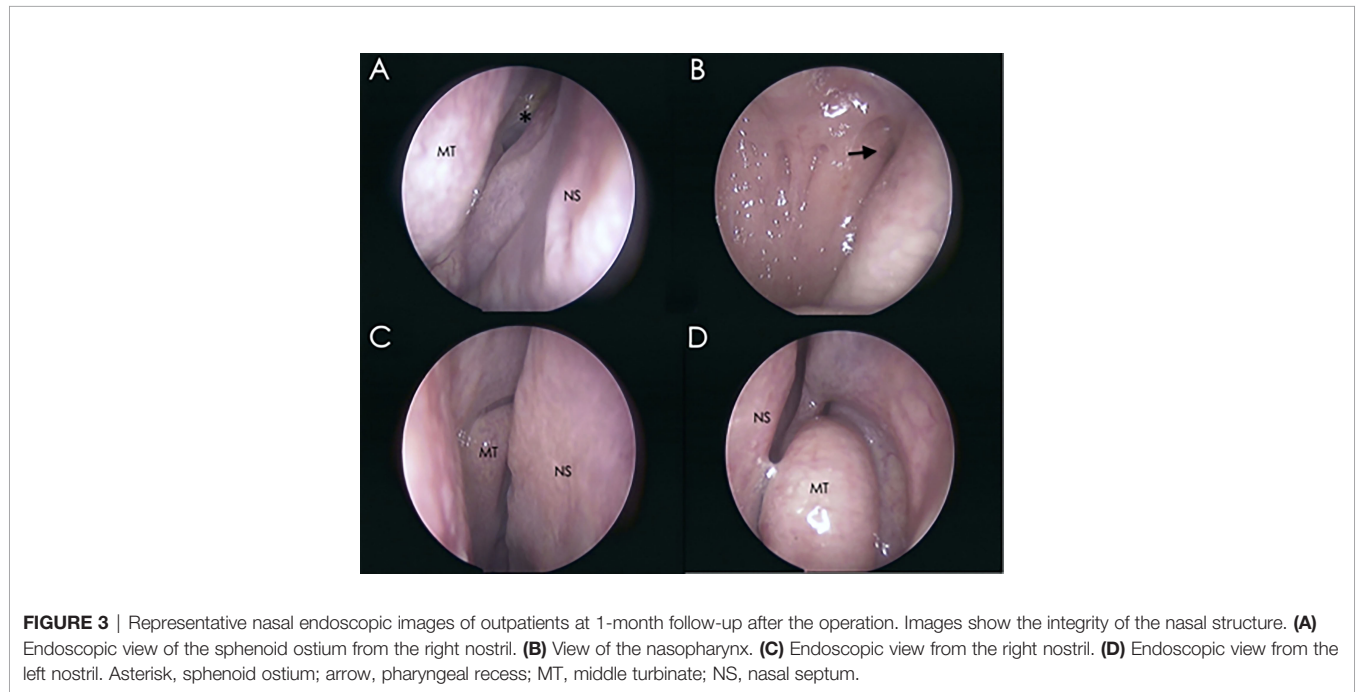 A
B
MT
*
NS
C
D
MT
NS
NS
MT
FIGURE 3 | Representative nasal endoscopic images of outpatients at 1-month follow-up after the operation. Images show the integrity of the nasal structure. (A)
Endoscopic view of the sphenoid ostium from the right nostril. (B) View of the nasopharynx. (C) Endoscopic view from the right nostril. (D) Endoscopic view from the
left nostril. Asterisk, sphenoid ostium; arrow, pharyngeal recess; MT, middle turbinate; NS, nasal septum.